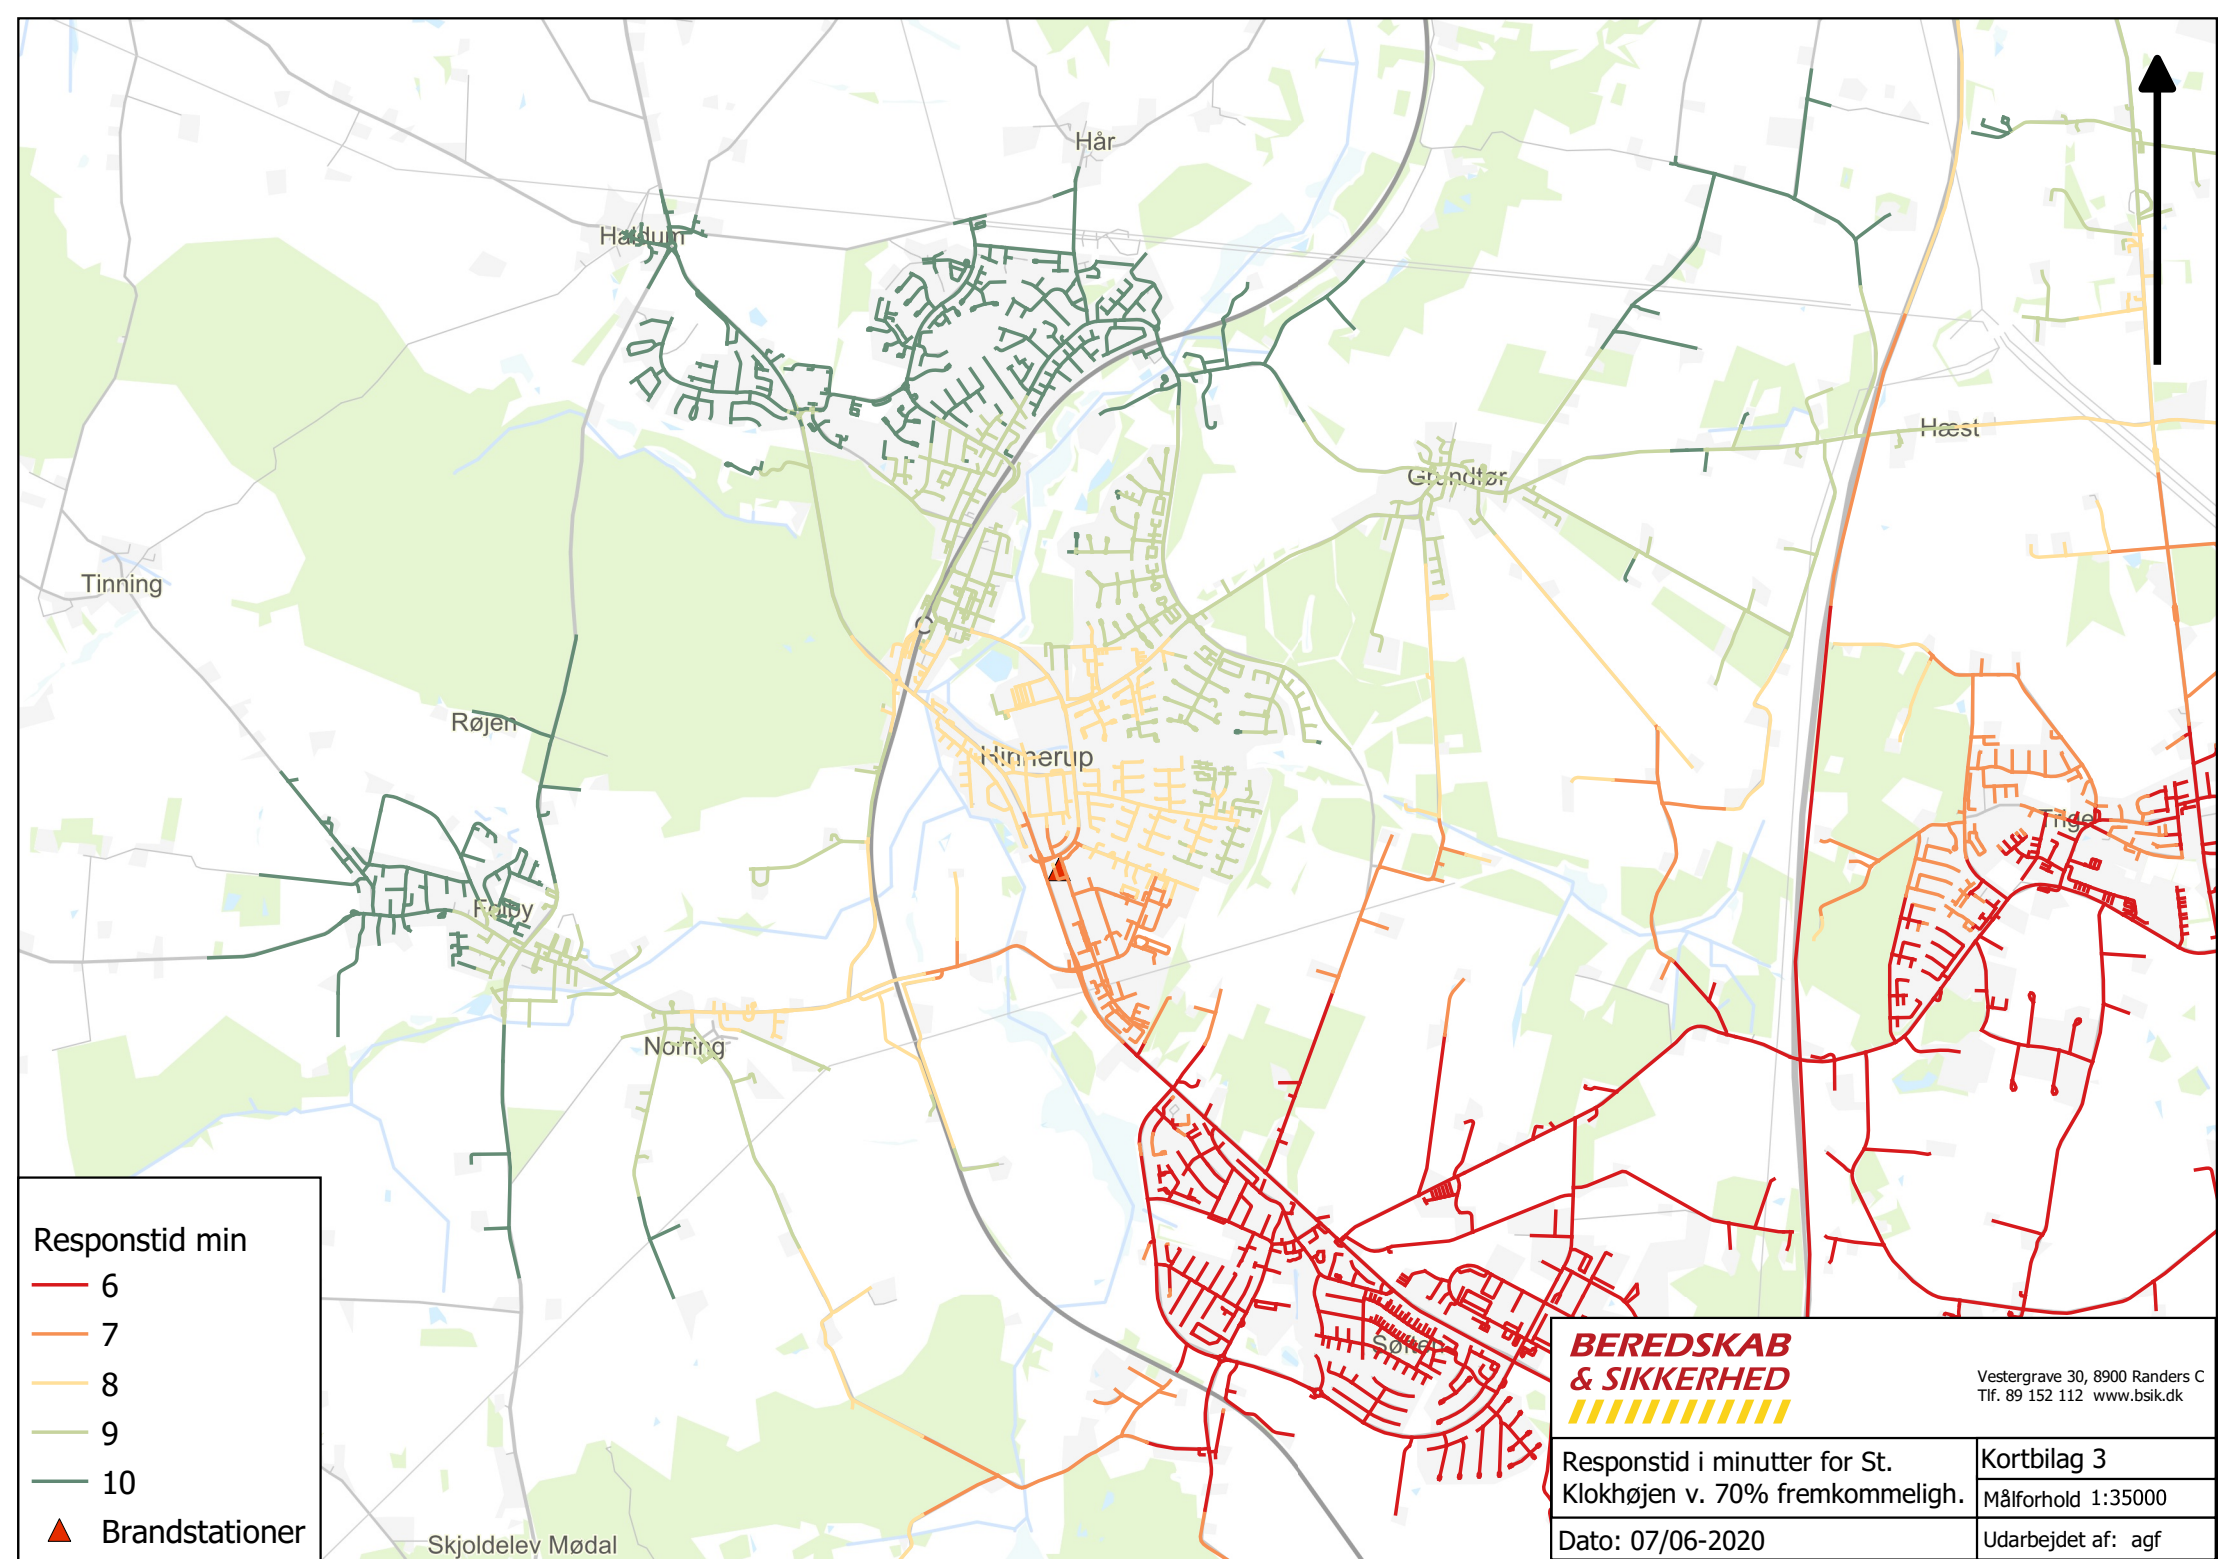 Hår
Haldum
Hæst
Grundfør
Tinning
Røjen
Hinnerup
Trige
Folby
Norring
Søften
Skjoldelev Mødal
Responstid min
6
7
8
9
10
Brandstationer
BEREDSKAB
& SIKKERHED
Vestergrave 30, 8900 Randers C
Tlf. 89 152 112 www.bsik.dk
Responstid i minutter for St.
Klokhøjen v. 70% fremkommeligh.
Kortbilag 3
Målforhold 1:35000
Dato: 07/06-2020
Udarbejdet af: agf